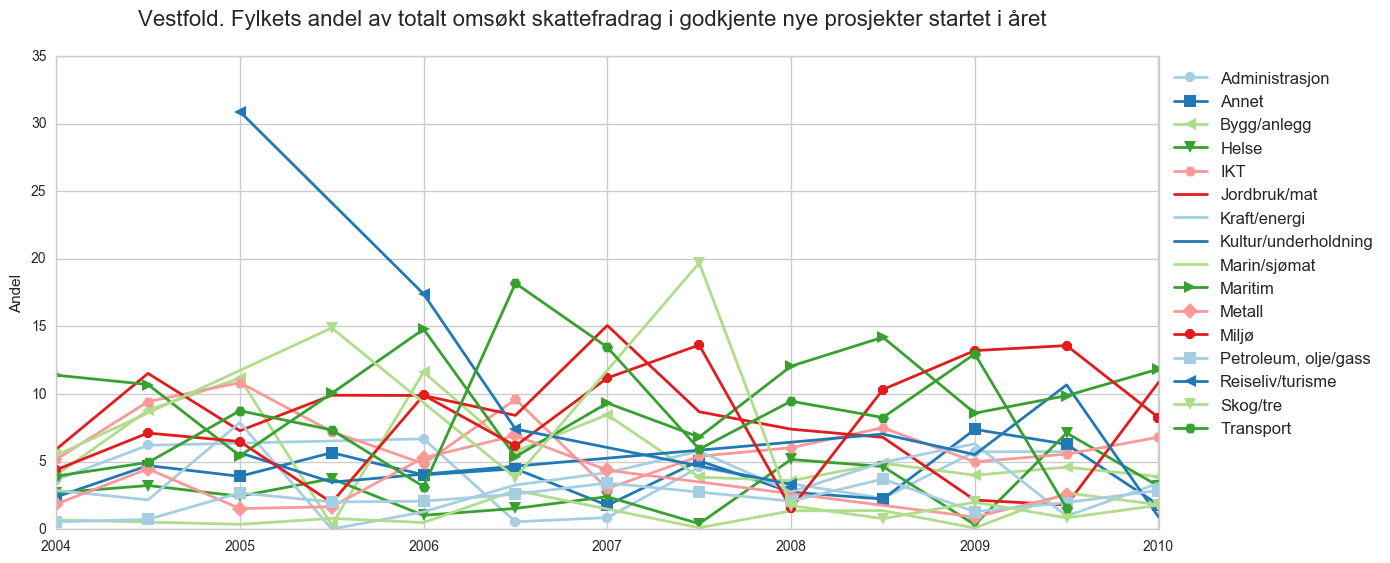 Vestfold. Fylkets andel av totalt omsøkt skattefradrag i godkjente nye prosjekter startet i året
35
30
25
20
15
10
5
0
Andel
2004 2005 2006 2007 2008 2009 2010
Administrasjon
Annet
Bygg/anlegg
Helse
IKT
Jordbruk/mat
Kraft/energi
Kultur/underholdning
Marin/sjømat
Maritim
Metall
Miljø
Petroleum, olje/gass
Reiseliv/turisme
Skog/tre
Transport